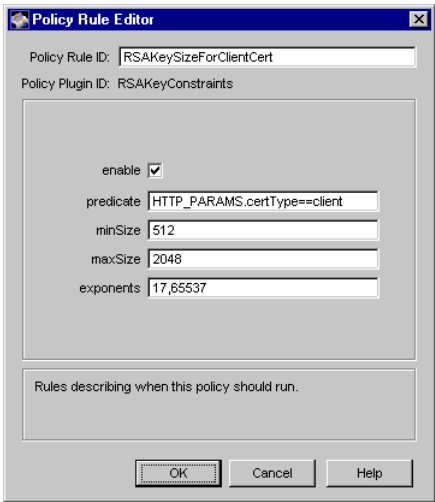 Policy Rule Editor
Policy Rule ID: RSAKeySizeForClientCert
Policy Plugin ID: RSAKeyConstraints
enable
predicate HTTP_PARAMS.certType==client
minSize 512
maxSize 2048
exponents 17,65537
Rules describing when this policy should run.
OK Cancel Help